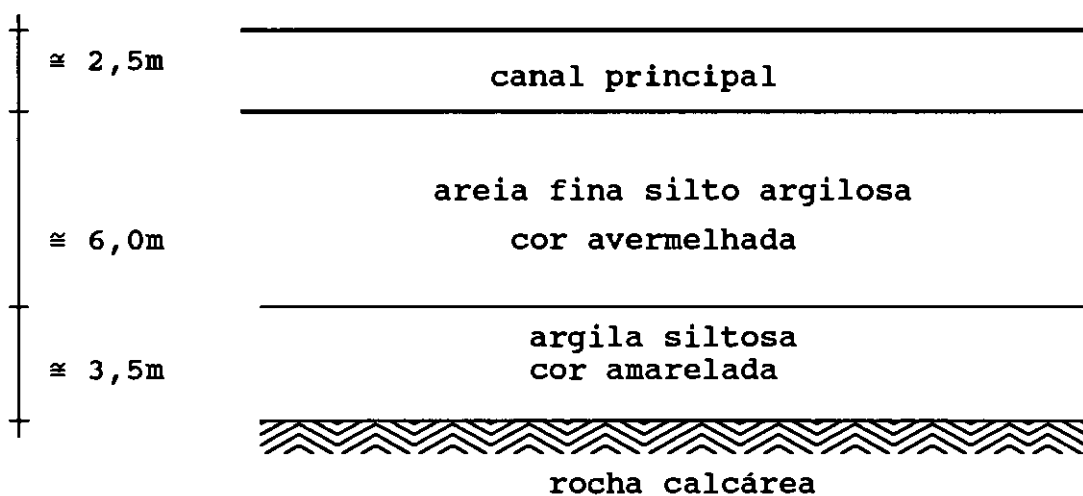 ≅ 2,5m
canal principal
areia fina silto argilosa
≅ 6,0m
cor avermelhada
argila siltosa
≅ 3,5m
cor amarelada
rocha calcárea